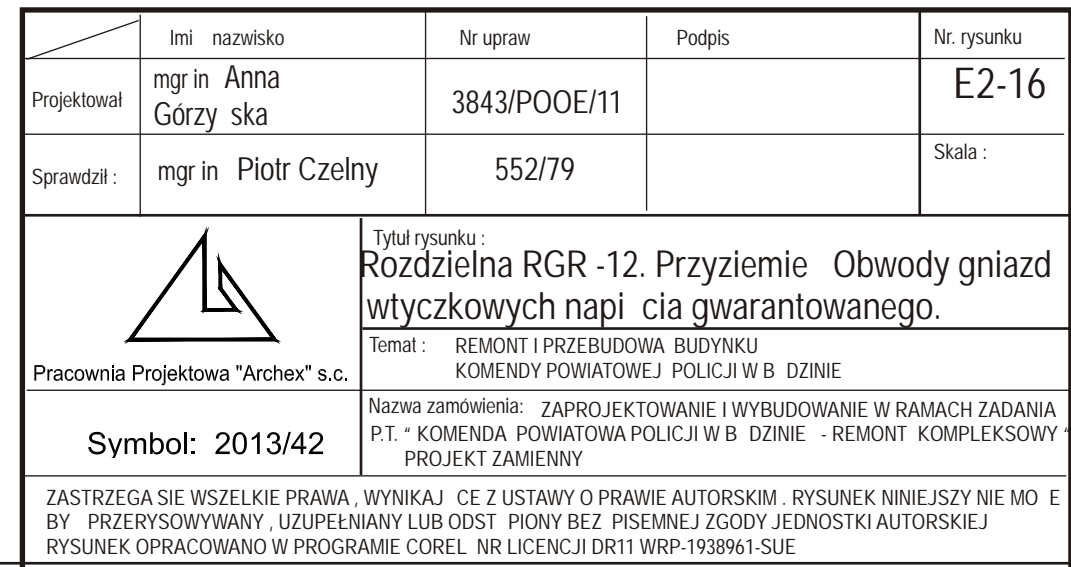 Imi nazwisko Nr upraw Podpis Nr. rysunku
Projektował mgr in Anna Górzy ska 3843/POOE/11 E2-16
Sprawdził : mgr in Piotr Czelny 552/79 Skala :
Tytuł rysunku :
Rozdzielna RGR -12. Przyziemie Obwody gniazd
wtyczkowych napi cia gwarantowanego.
Pracownia Projektowa "Archex" s.c.
Temat : REMONT I PRZEBUDOWA BUDYNKU
KOMENDY POWIATOWEJ POLICJI W B DZINIE
Symbol: 2013/42
Nazwa zamówienia: ZAPROJEKTOWANIE I WYBUDOWANIE W RAMACH ZADANIA
P.T. “ KOMENDA POWIATOWA POLICJI W B DZINIE - REMONT KOMPLEKSOWY “
PROJEKT ZAMIENNY
ZASTRZEGA SIE WSZELKIE PRAWA , WYNIKAJ CE Z USTAWY O PRAWIE AUTORSKIM . RYSUNEK NINIEJSZY NIE MO E
BY PRZERYSOWYWANY , UZUPEŁNIANY LUB ODST PIONY BEZ PISEMNEJ ZGODY JEDNOSTKI AUTORSKIEJ
RYSUNEK OPRACOWANO W PROGRAMIE COREL NR LICENCJI DR11 WRP-1938961-SUE